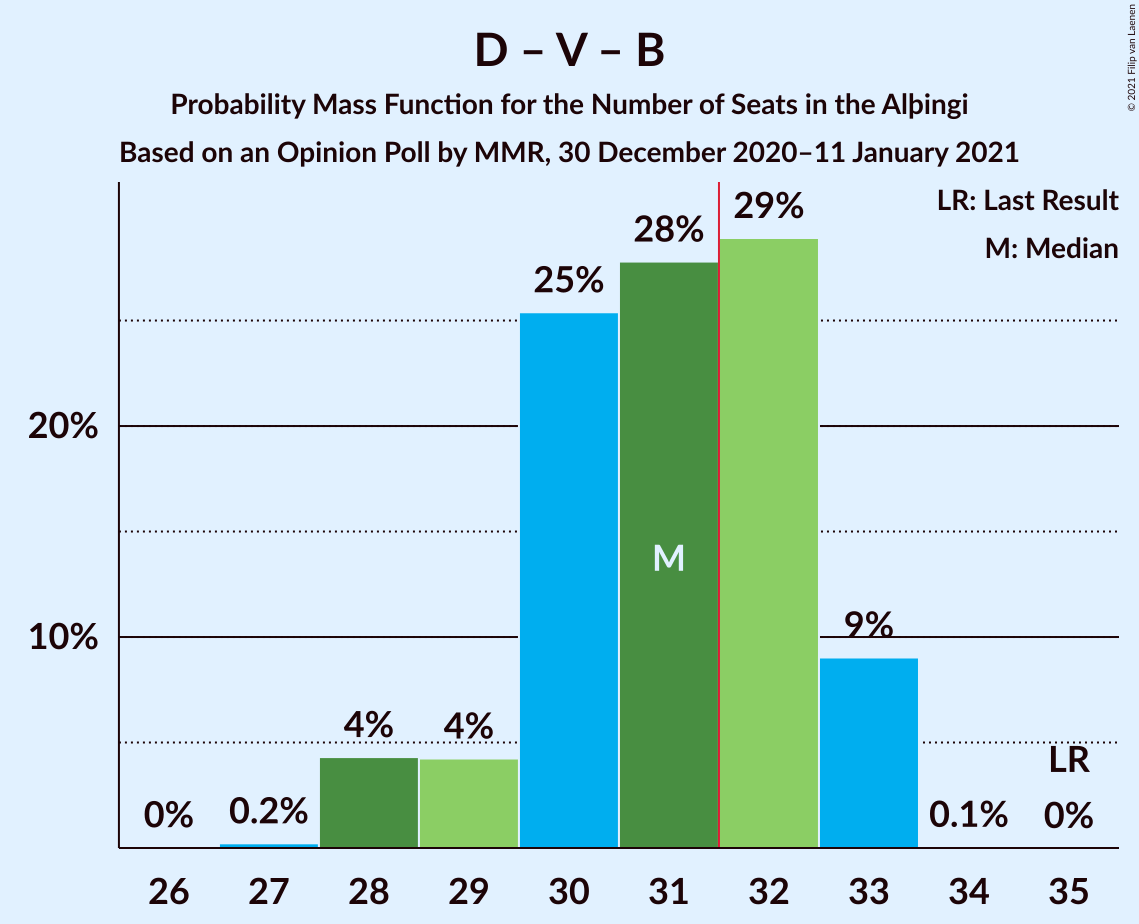 D – V – B
Probability Mass Function for the Number of Seats in the Alþingi
Based on an Opinion Poll by MMR, 30 December 2020–11 January 2021
© 2021 Filip van Laenen
LR: Last Result
M: Median
20%
10%
0%
0.2%
4%
4%
25%
28%
29%
9%
0.1%
0%
LR
M
26 27 28 29 30 31 32 33 34 35